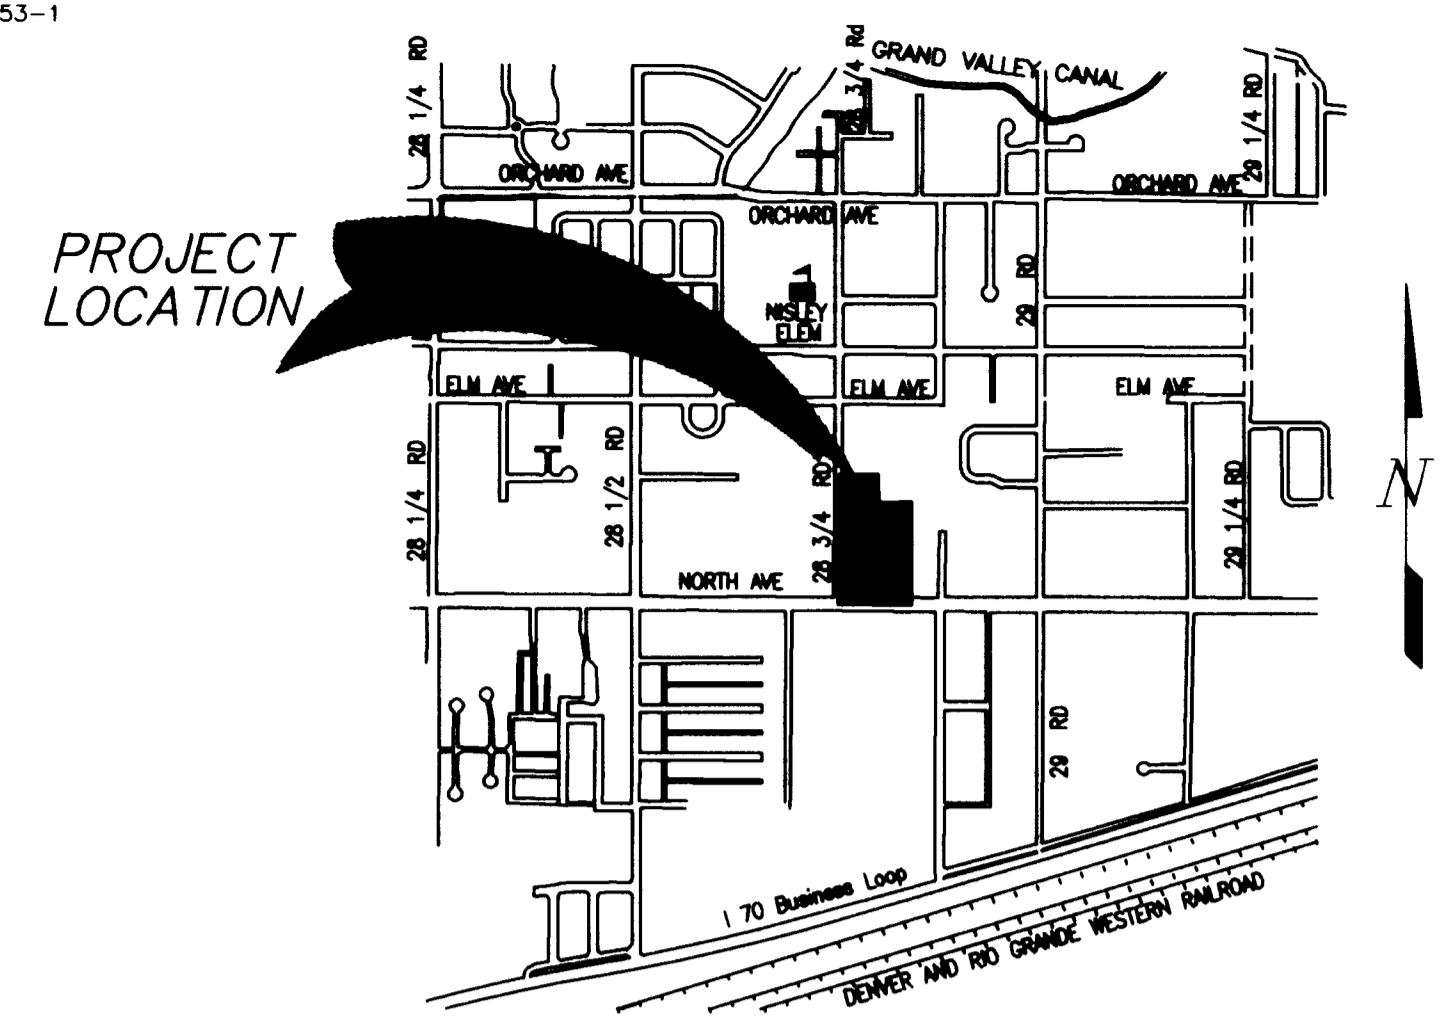 53-1
28 1/4 RD
28 3/4 Rd
GRAND VALLEY CANAL
29 1/4 RD
ORCHARD AVE
ORCHARD AVE
ORCHARD AVE
PROJECT
LOCATION
29 RD
NISLEY
ELEM
ELM AVE
ELM AVE
ELM AVE
28 1/4 RD
28 1/2 RD
28 3/4 RD
29 1/4 RD
N
NORTH AVE
29 RD
I 70 Business Loop
DENVER AND RIO GRANDE WESTERN RAILROAD